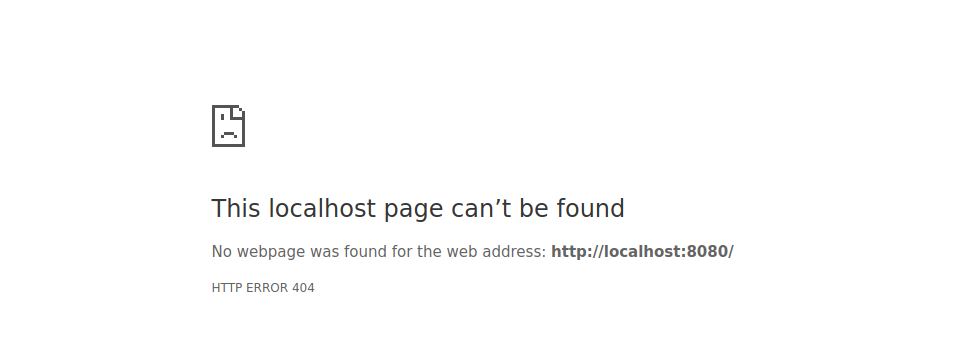 This localhost page can’t be found
No webpage was found for the web address: http://localhost:8080/
HTTP ERROR 404